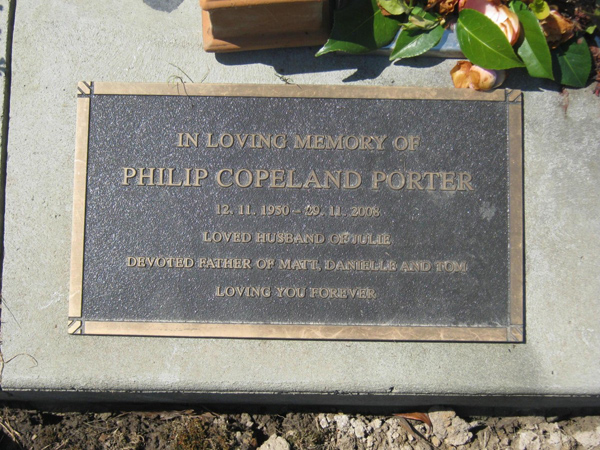 IN LOVING MEMORY OF
PHILIP COPELAND PORTER
12. 11. 1950 – 29. 11. 2008
LOVED HUSBAND OF JULIE
DEVOTED FATHER OF MATT, DANIELLE AND TOM
LOVING YOU FOREVER